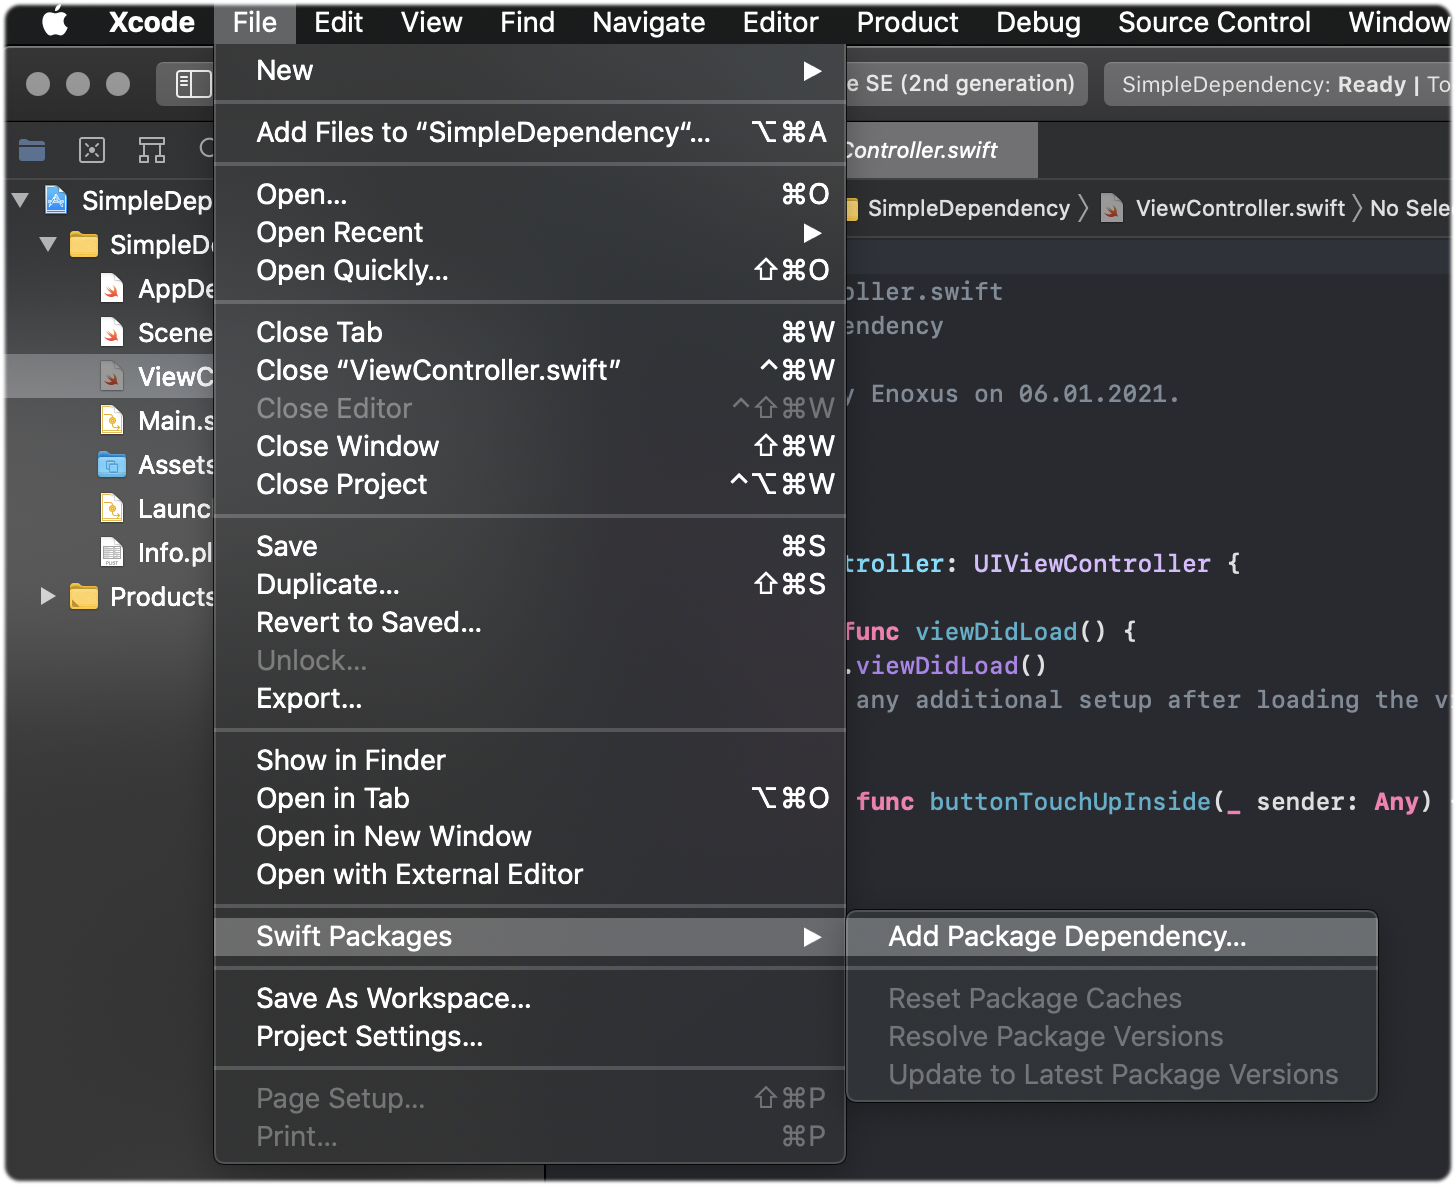 Xcode File Edit View Find Navigate Editor Product Debug Source Control Window
e SE (2nd generation) SimpleDependency: Ready | To
Controller.swift
SimpleDependency ViewController.swift No Sele
SimpleDep
SimpleD
AppDe
Scene
ViewC
Main.s
Assets
Launc
Info.pl
Products
New
Add Files to “SimpleDependency“... ⌥⌘A
Open... ⌘O
Open Recent
Open Quickly... ⇧⌘O
Close Tab ⌘W
Close “ViewController.swift” ^⌘W
Close Editor ^⇧⌘W
Close Window ⇧⌘W
Close Project ^⌥⌘W
Save ⌘S
Duplicate... ⇧⌘S
Revert to Saved...
Unlock...
Export...
Show in Finder
Open in Tab ⌥⌘O
Open in New Window
Open with External Editor
Swift Packages
Save As Workspace...
Project Settings...
Page Setup... ⇧⌘P
Print... ⌘P
Add Package Dependency...
Reset Package Caches
Resolve Package Versions
Update to Latest Package Versions
oller.swift
endency
y Enoxus on 06.01.2021.
troller: UIViewController {
func viewDidLoad() {
.viewDidLoad()
any additional setup after loading the v
func buttonTouchUpInside(_ sender: Any)